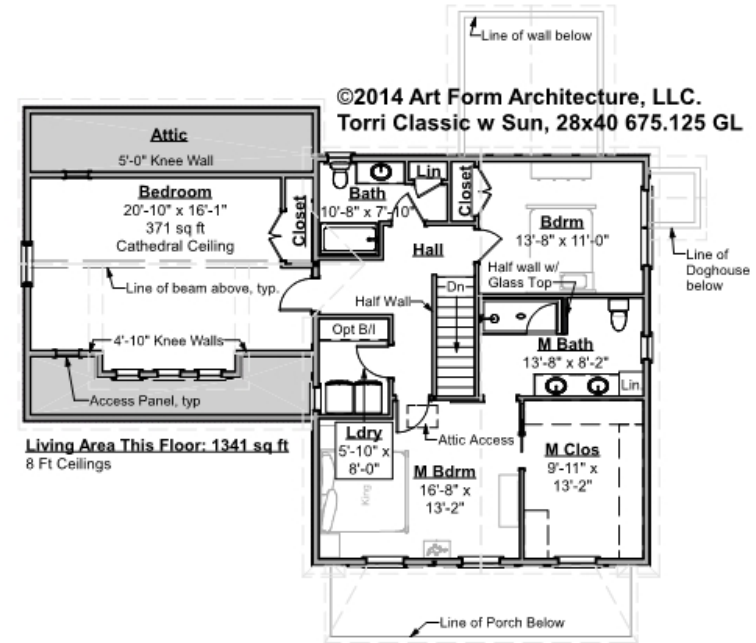 Line of wall below
©2014 Art Form Architecture, LLC.
Torri Classic w Sun, 28x40 675.125 GL
Attic
5'-0" Knee Wall
Bedroom
20'-10" x 16'-1"
371 sq ft
Cathedral Ceiling
Closet
Line of beam above, typ.
4'-10" Knee Walls
Access Panel, typ
Living Area This Floor: 1341 sq ft
8 Ft Ceilings
Bath
10'-8" x 7'-10"
Lin
Closet
Hall
Bdrm
13'-8" x 11'-0"
Line of
Doghouse
below
Half wall w/
Glass Top
Dn
Half Wall
Opt B/I
M Bath
13'-8" x 8'-2"
Lin.
Ldry
5'-10" x
8'-0"
Attic Access
M Bdrm
16'-8" x
13'-2"
King
M Clos
9'-11" x
13'-2"
Line of Porch Below